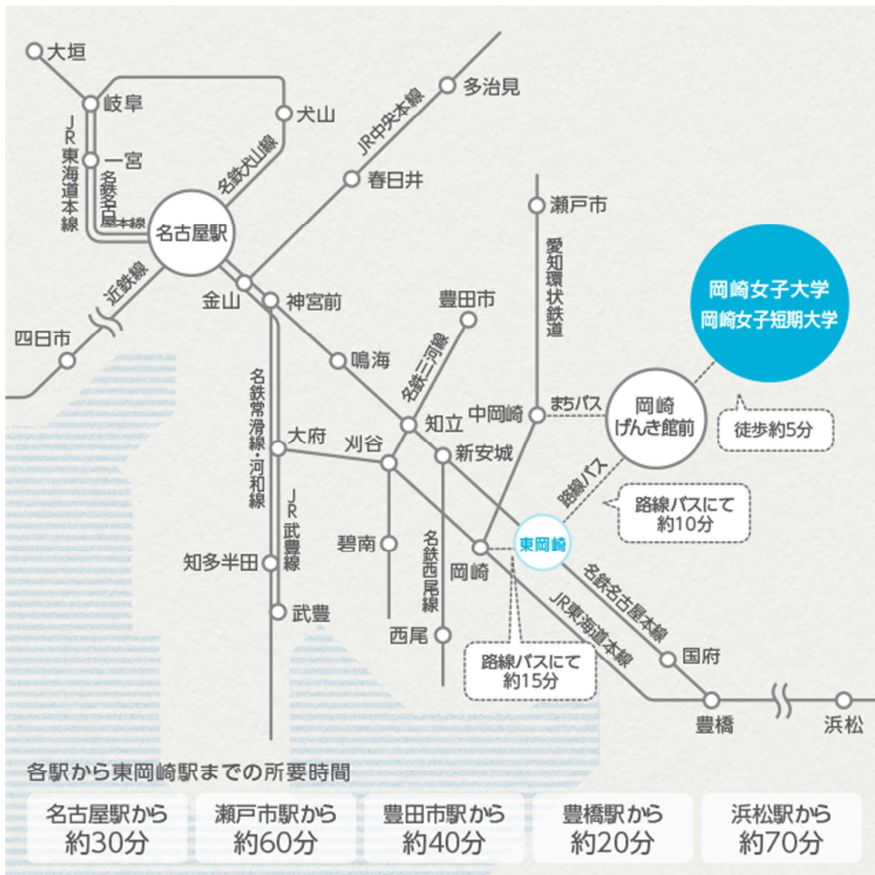 大垣
岐阜
犬山
多治見
JR東海道本線
一宮
名鉄名古屋本線
名鉄犬山線
JR中央本線
春日井
名古屋駅
瀬戸市
愛知環状鉄道
岡崎女子大学
岡崎女子短期大学
近鉄線
金山
神宮前
豊田市
四日市
鳴海
名鉄三河線
名鉄常滑線・河和線
大府
刈谷
知立
中岡崎
まちバス
岡崎
げんき館前
徒歩約5分
新安城
路線バス
路線バスにて
約10分
JR武豊線
碧南
名鉄西尾線
東岡崎
岡崎
知多半田
武豊
西尾
名鉄名古屋本線
JR東海道本線
路線バスにて
約15分
国府
豊橋
浜松
各駅から東岡崎駅までの所要時間
名古屋駅から
約30分
瀬戸市駅から
約60分
豊田市駅から
約40分
豊橋駅から
約20分
浜松駅から
約70分